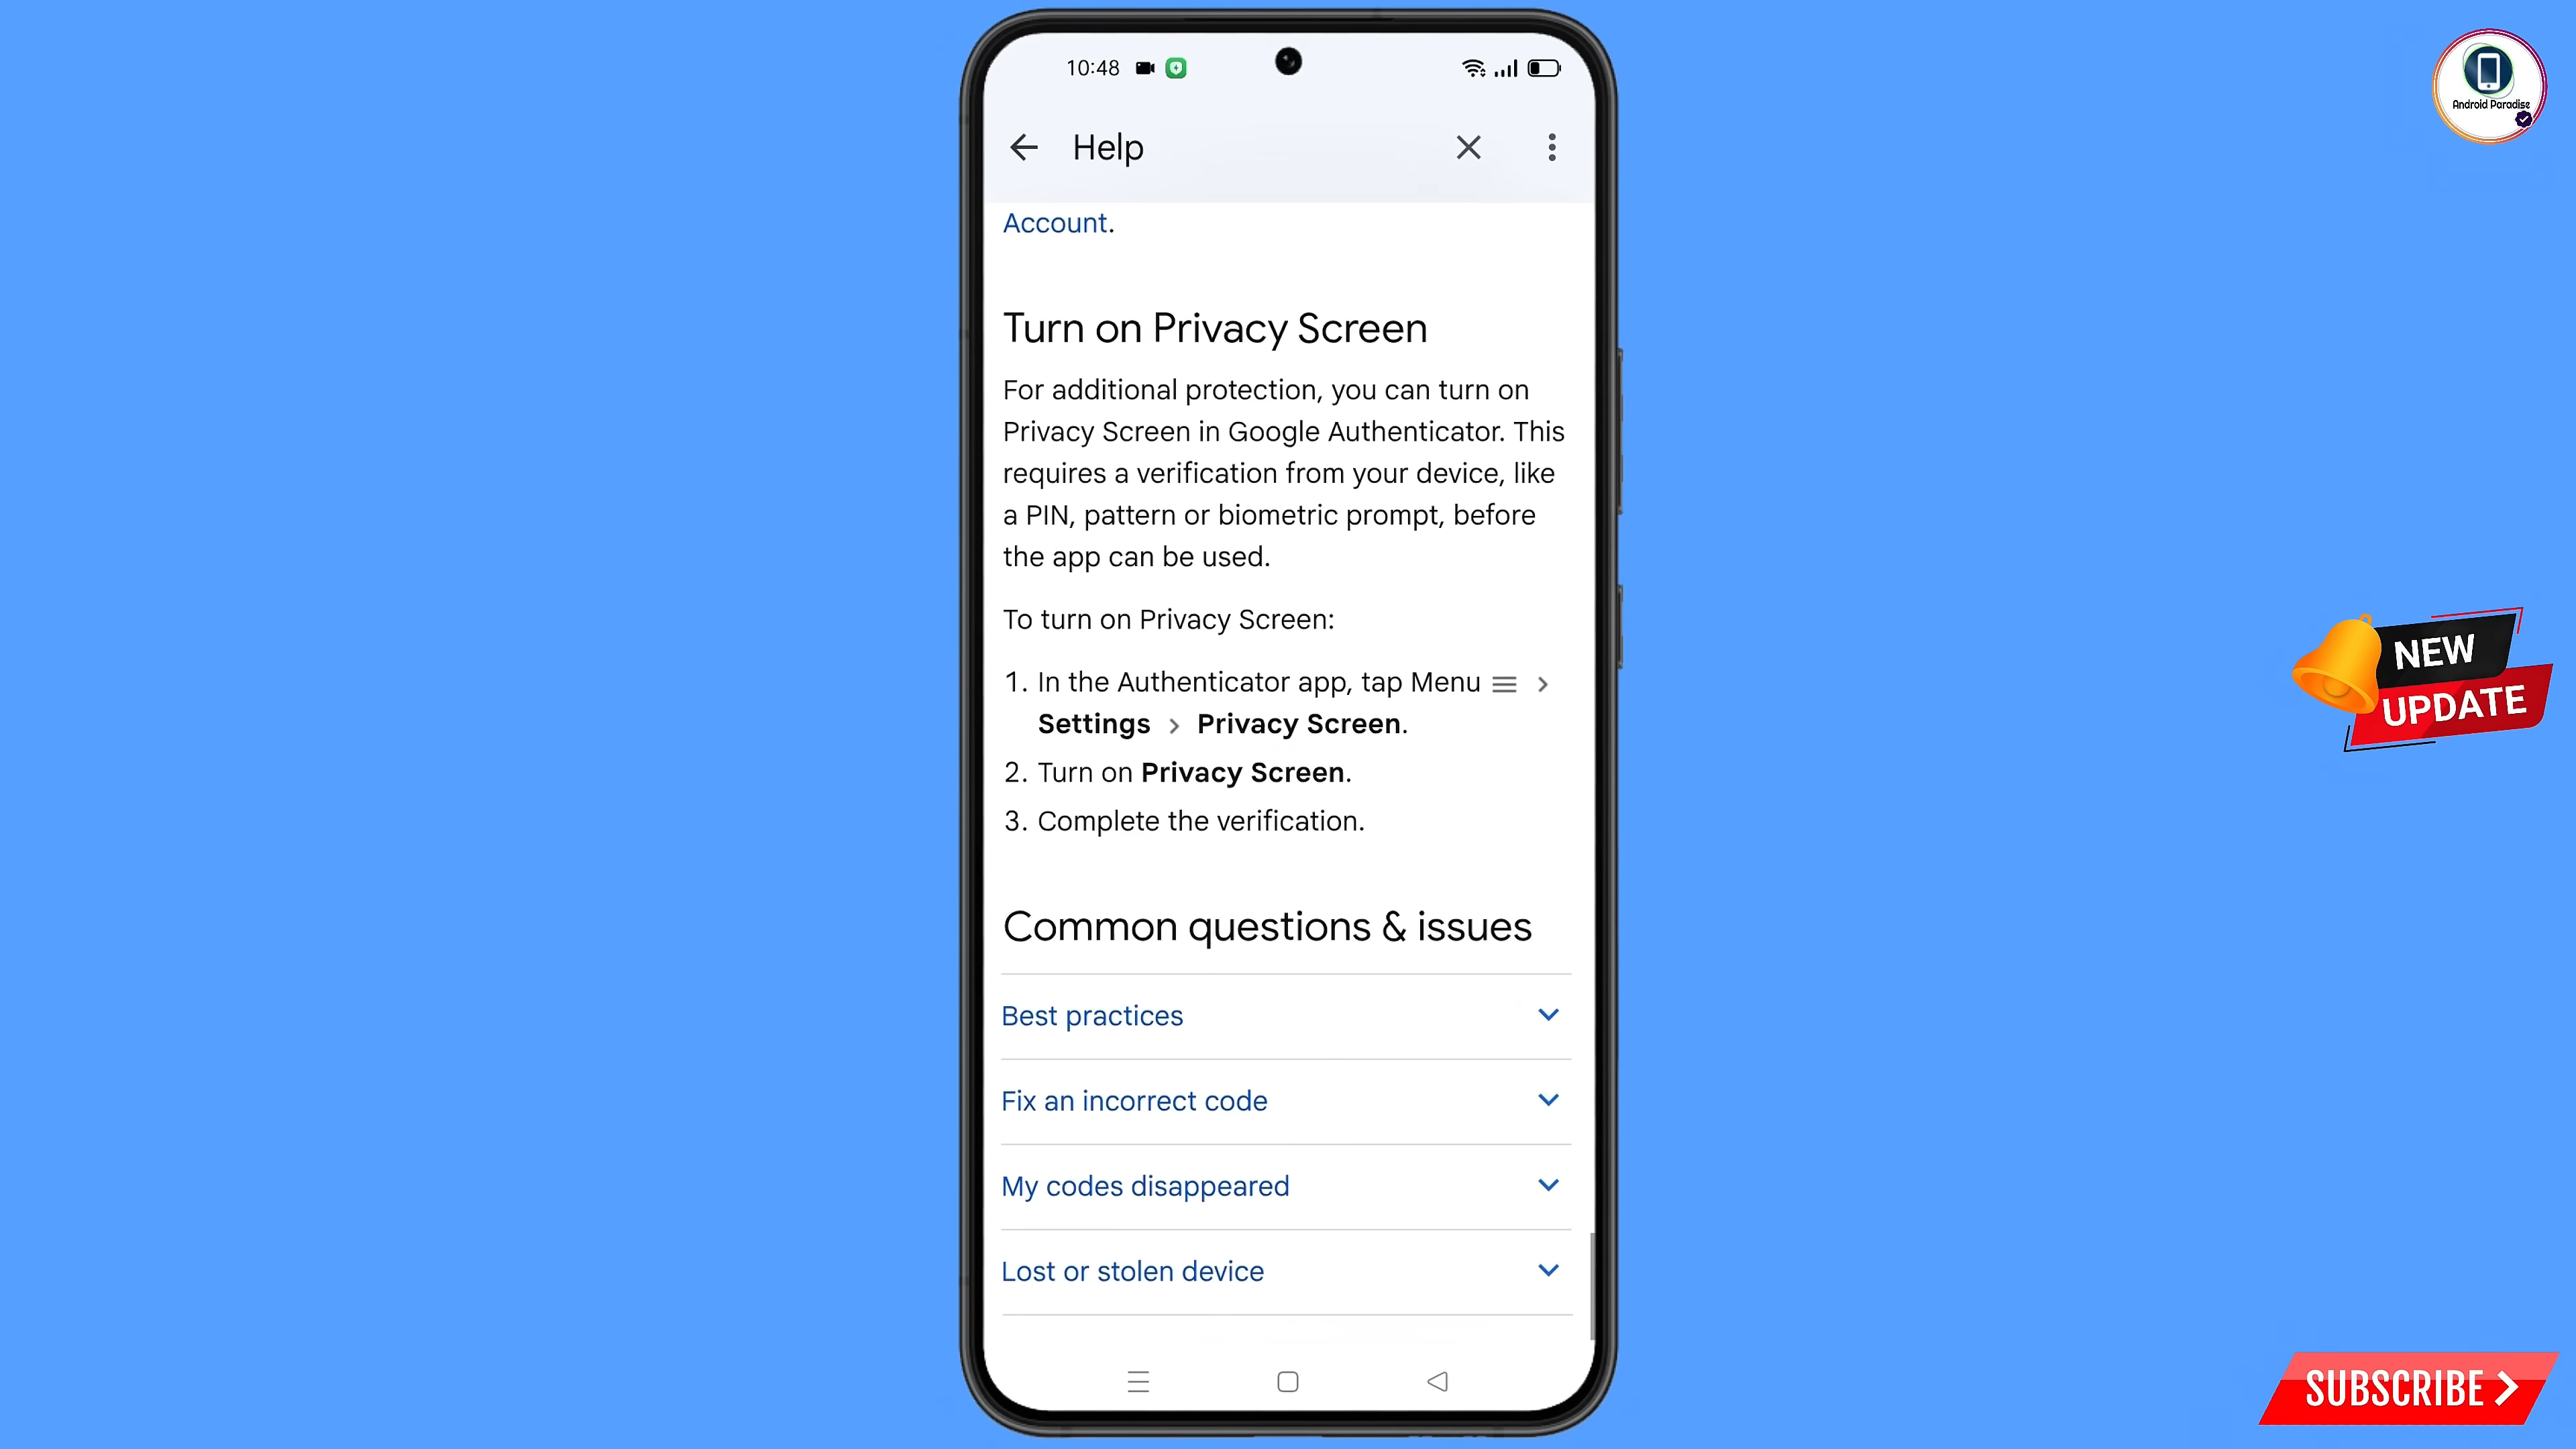 10:48
Android Paradise
Help
Account.
Turn on Privacy Screen
For additional protection, you can turn on
Privacy Screen in Google Authenticator. This
requires a verification from your device, like
a PIN, pattern or biometric prompt, before
the app can be used.
To turn on Privacy Screen:
1. In the Authenticator app, tap Menu ☰ >
Settings > Privacy Screen.
2. Turn on Privacy Screen.
3. Complete the verification.
NEW
UPDATE
Common questions & issues
Best practices
Fix an incorrect code
My codes disappeared
Lost or stolen device
SUBSCRIBE >